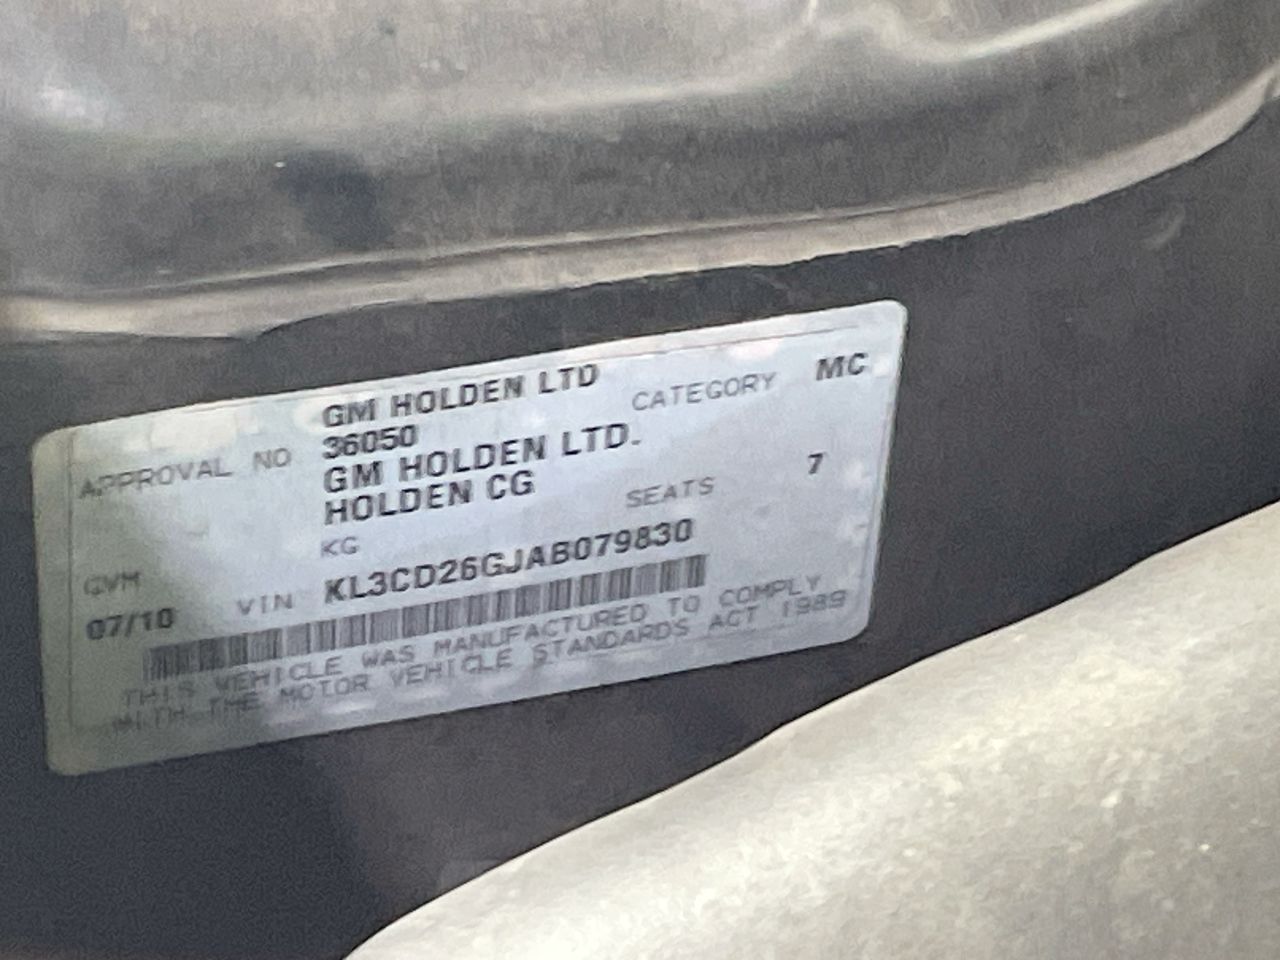 GM HOLDEN LTD
APPROVAL NO 36050 CATEGORY MC
GM HOLDEN LTD.
HOLDEN CG SEATS 7
GVM KG
07/10 VIN KL3CD26GJAB079830
THIS VEHICLE WAS MANUFACTURED TO COMPLY
WITH THE MOTOR VEHICLE STANDARDS ACT 1989